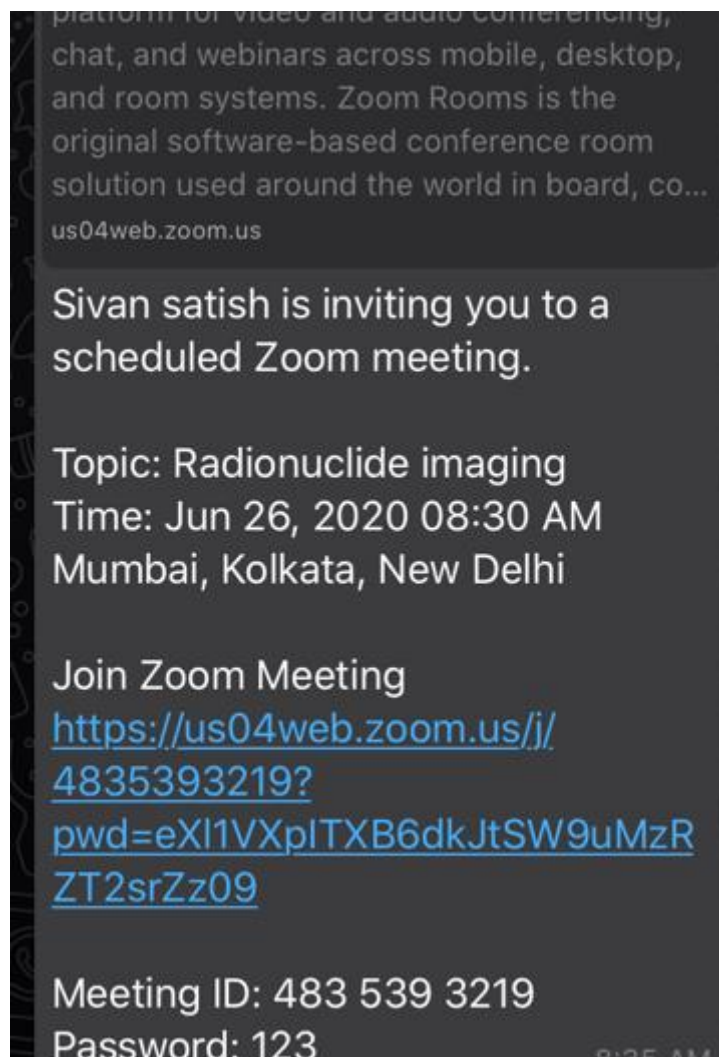 platform for video and audio conferencing,
chat, and webinars across mobile, desktop,
and room systems. Zoom Rooms is the
original software-based conference room
solution used around the world in board, co...
us04web.zoom.us
Sivan satish is inviting you to a
scheduled Zoom meeting.
Topic: Radionuclide imaging
Time: Jun 26, 2020 08:30 AM
Mumbai, Kolkata, New Delhi
Join Zoom Meeting
https://us04web.zoom.us/j/
4835393219?
pwd=eXl1VXpITXB6dkJtSW9uMzR
ZT2srZz09
Meeting ID: 483 539 3219
Password: 123